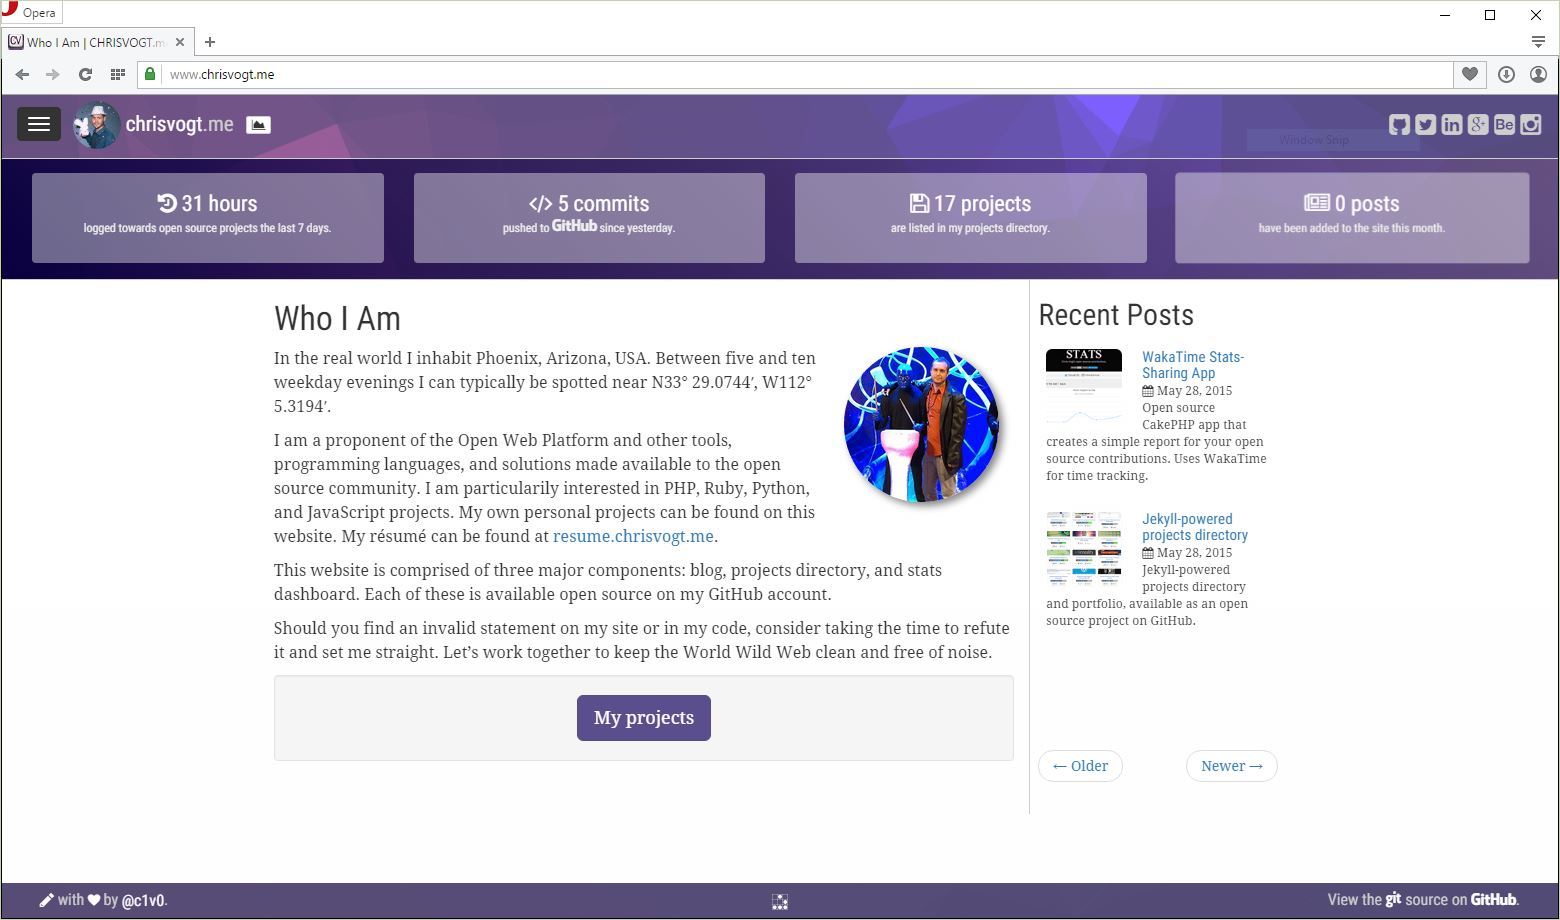 Opera
CV Who I Am | CHRISVOGT.m
www.chrisvogt.me
chrisvogt.me
Be
Window Snip
31 hours
logged towards open source projects the last 7 days.
5 commits
pushed to GitHub since yesterday.
17 projects
are listed in my projects directory.
0 posts
have been added to the site this month.
Who I Am
In the real world I inhabit Phoenix, Arizona, USA. Between five and ten
weekday evenings I can typically be spotted near N33° 29.0744′, W112°
5.3194′.
I am a proponent of the Open Web Platform and other tools,
programming languages, and solutions made available to the open
source community. I am particularily interested in PHP, Ruby, Python,
and JavaScript projects. My own personal projects can be found on this
website. My résumé can be found at resume.chrisvogt.me.
This website is comprised of three major components: blog, projects directory, and stats
dashboard. Each of these is available open source on my GitHub account.
Should you find an invalid statement on my site or in my code, consider taking the time to refute
it and set me straight. Let’s work together to keep the World Wild Web clean and free of noise.
My projects
Recent Posts
STATS
WakaTime Stats-
Sharing App
May 28, 2015
Open source
CakePHP app that
creates a simple report for your open
source contributions. Uses WakaTime
for time tracking.
Jekyll-powered
projects directory
May 28, 2015
Jekyll-powered
projects directory
and portfolio, available as an open
source project on GitHub.
← Older
Newer →
with ♥ by @c1v0.
View the git source on GitHub.